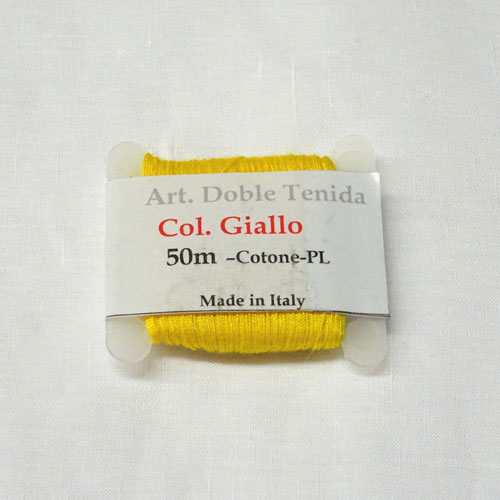 Art. Doble Tenida
Col. Giallo
50m –Cotone-PL
Made in Italy